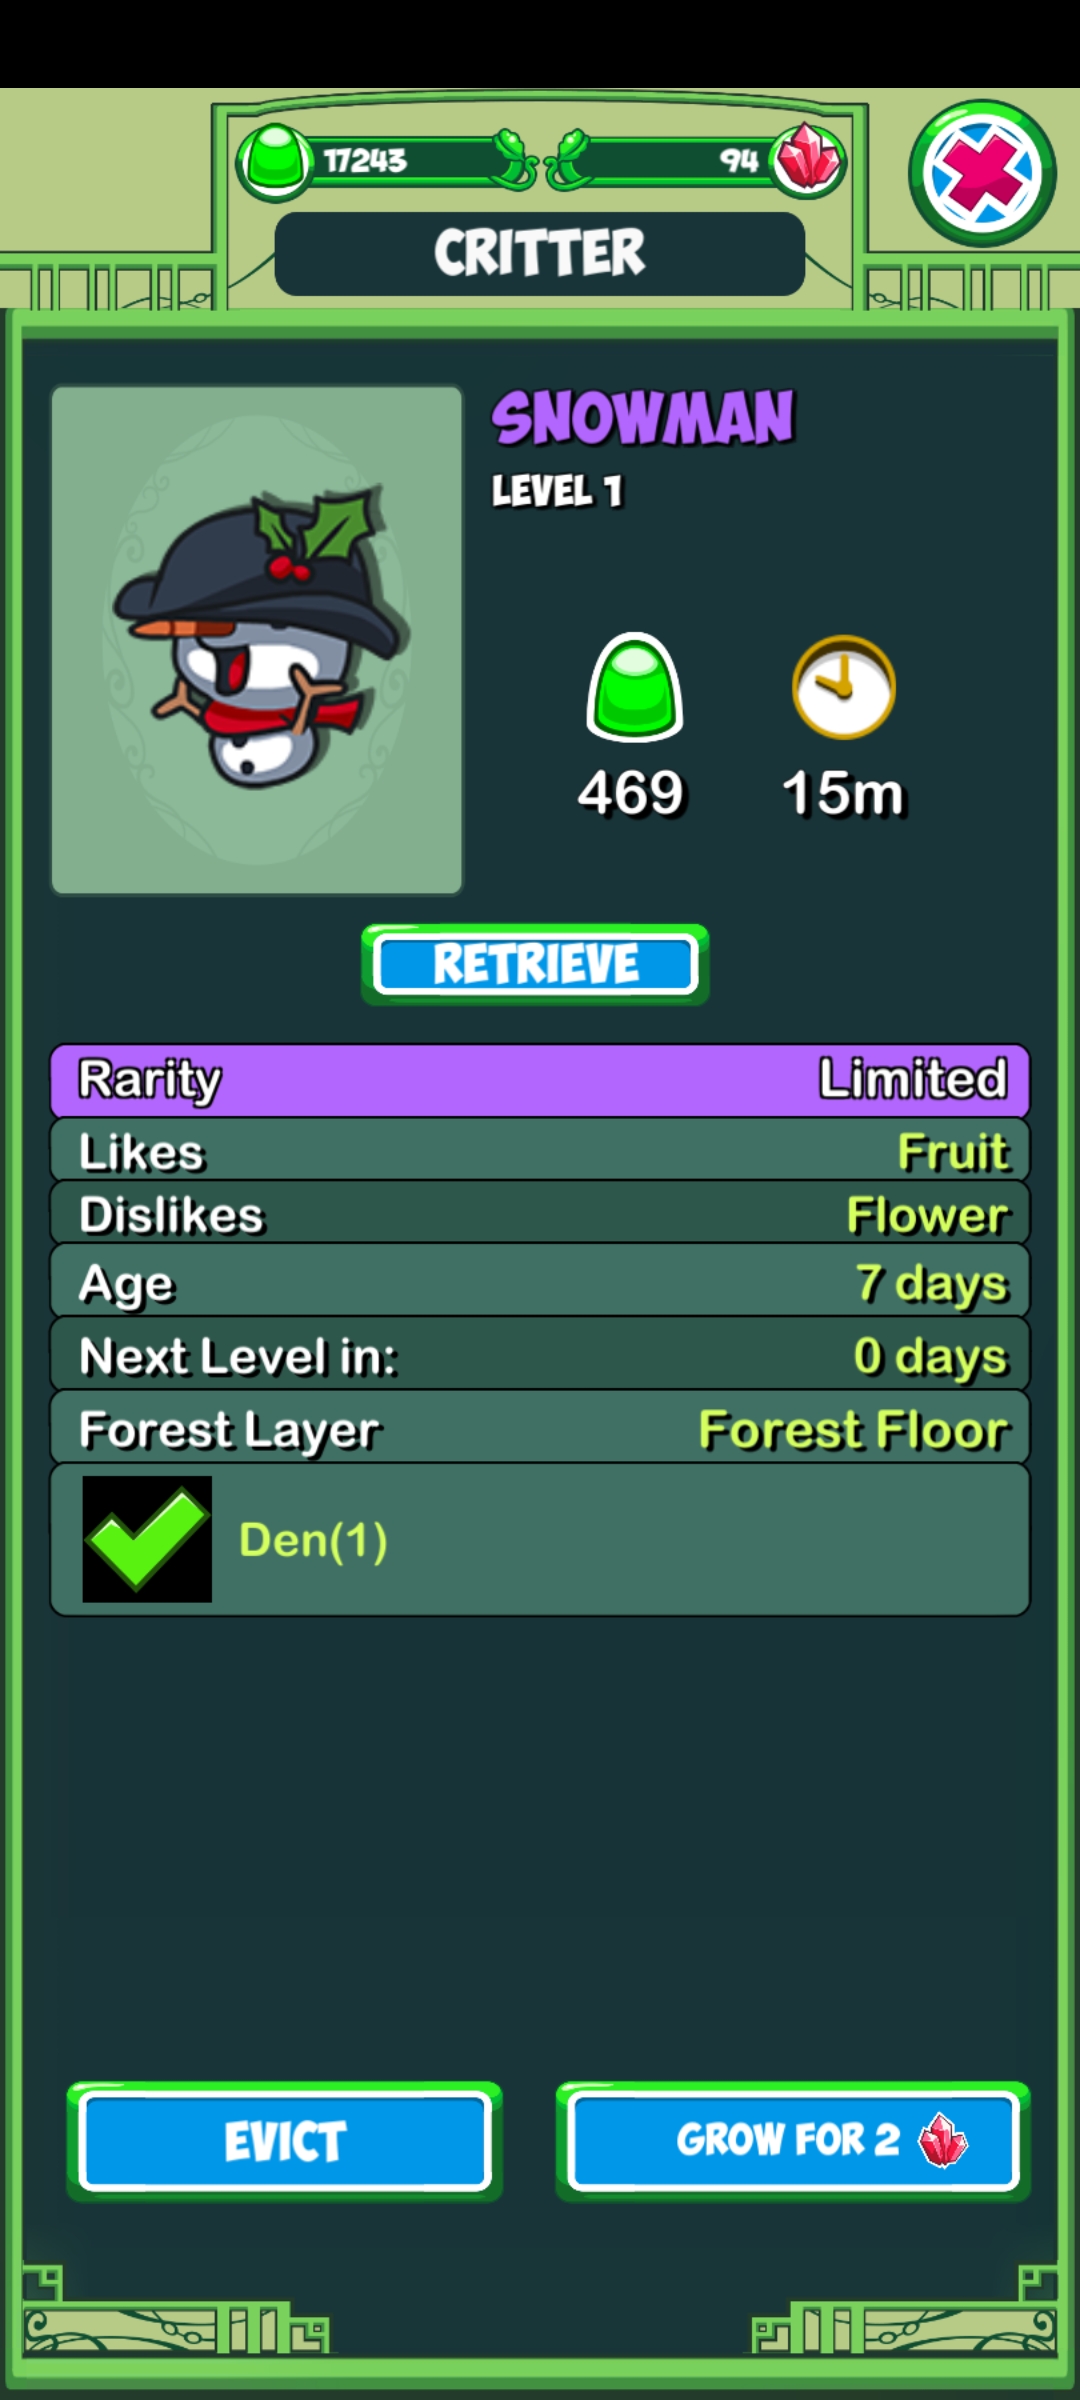 17243
94
CRITTER
SNOWMAN
LEVEL 1
469
15m
RETRIEVE
Rarity Limited
Likes Fruit
Dislikes Flower
Age 7 days
Next Level in: 0 days
Forest Layer Forest Floor
Den(1)
EVICT
GROW FOR 2